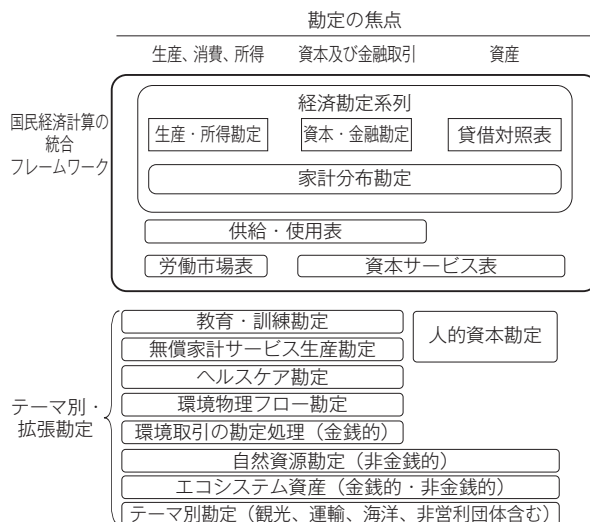 勘定の焦点
生産、消費、所得 資本及び金融取引 資産
国民経済計算の
統合
フレームワーク
経済勘定系列
生産・所得勘定 資本・金融勘定 貸借対照表
家計分布勘定
供給・使用表
労働市場表 資本サービス表
テーマ別・
拡張勘定
教育・訓練勘定
人的資本勘定
無償家計サービス生産勘定
ヘルスケア勘定
環境物理フロー勘定
環境取引の勘定処理（金銭的）
自然資源勘定（非金銭的）
エコシステム資産（金銭的・非金銭的）
テーマ別勘定（観光、運輸、海洋、非営利団体含む）